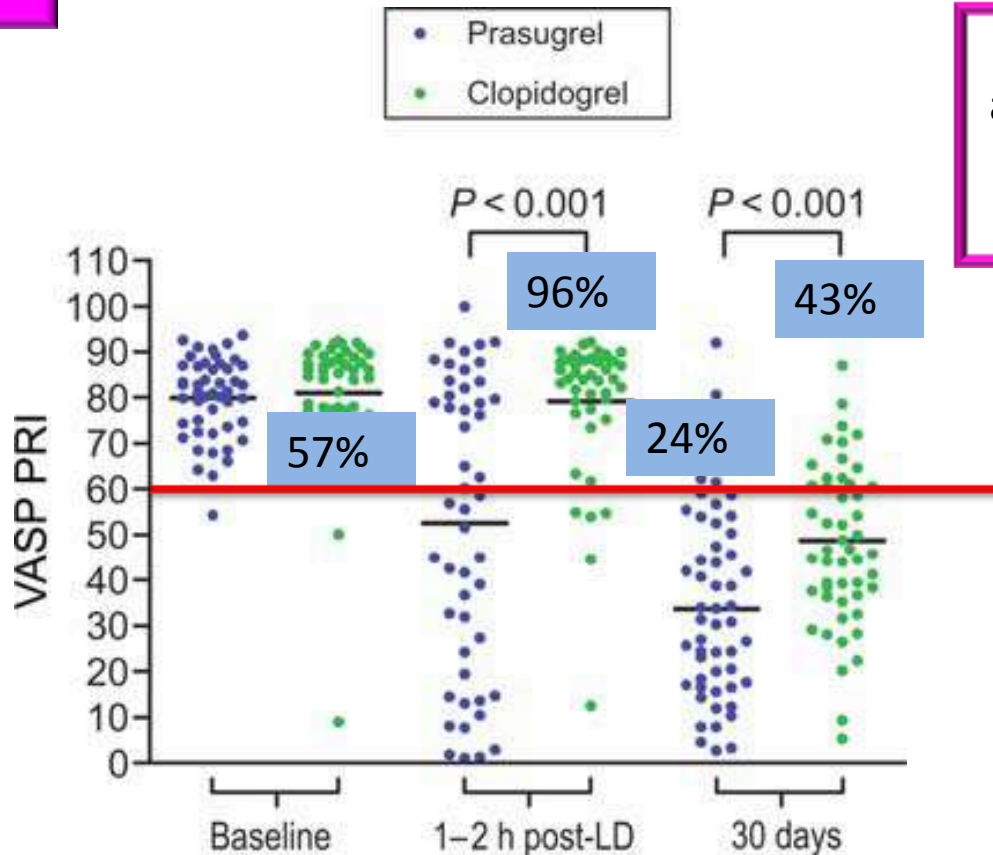 Prasugrel
Clopidogrel
a
P < 0.001
P < 0.001
96%
43%
57%
24%
VASP PRI
110
100
90
80
70
60
50
40
30
20
10
0
Baseline
1–2 h post-LD
30 days